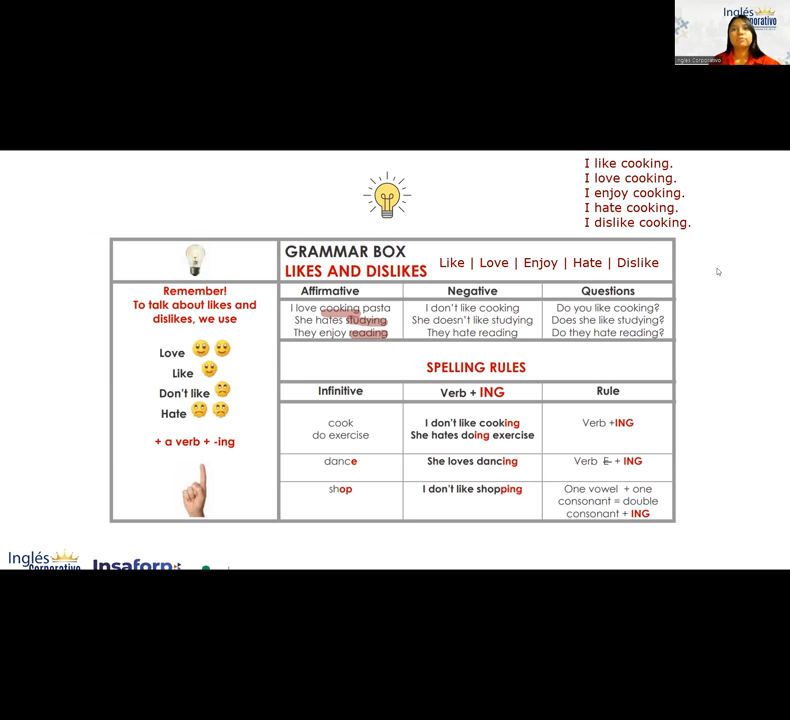 Inglés
Corporativo
Inglés Corporativo
I like cooking.
I love cooking.
I enjoy cooking.
I hate cooking.
I dislike cooking.
GRAMMAR BOX
LIKES AND DISLIKES
Like | Love | Enjoy | Hate | Dislike
Remember!
To talk about likes and
dislikes, we use
Love
Like
Don't like
Hate
+ a verb + -ing
Affirmative Negative Questions
I love cooking pasta I don't like cooking Do you like cooking?
She hates studying She doesn't like studying Does she like studying?
They enjoy reading They hate reading Do they hate reading?
SPELLING RULES
Infinitive Verb + ING Rule
cook I don't like cooking Verb +ING
do exercise She hates doing exercise
dance She loves dancing Verb E + ING
shop I don't like shopping One vowel + one
consonant = double
consonant + ING
Inglés
Corporativo
Insaforp